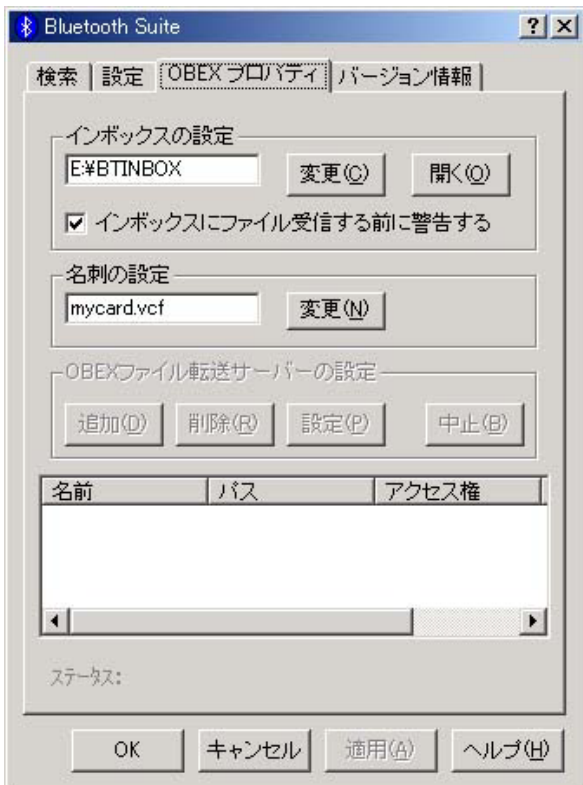 Bluetooth Suite
検索 設定 OBEX プロパティ バージョン情報
インボックスの設定
E:¥BTINBOX 変更(C) 開く(O)
インボックスにファイル受信する前に警告する
名刺の設定
mycard.vcf 変更(N)
OBEXファイル転送サーバーの設定
追加(D) 削除(R) 設定(P) 中止(B)
名前 パス アクセス権
ステータス:
OK キャンセル 適用(A) ヘルプ(H)